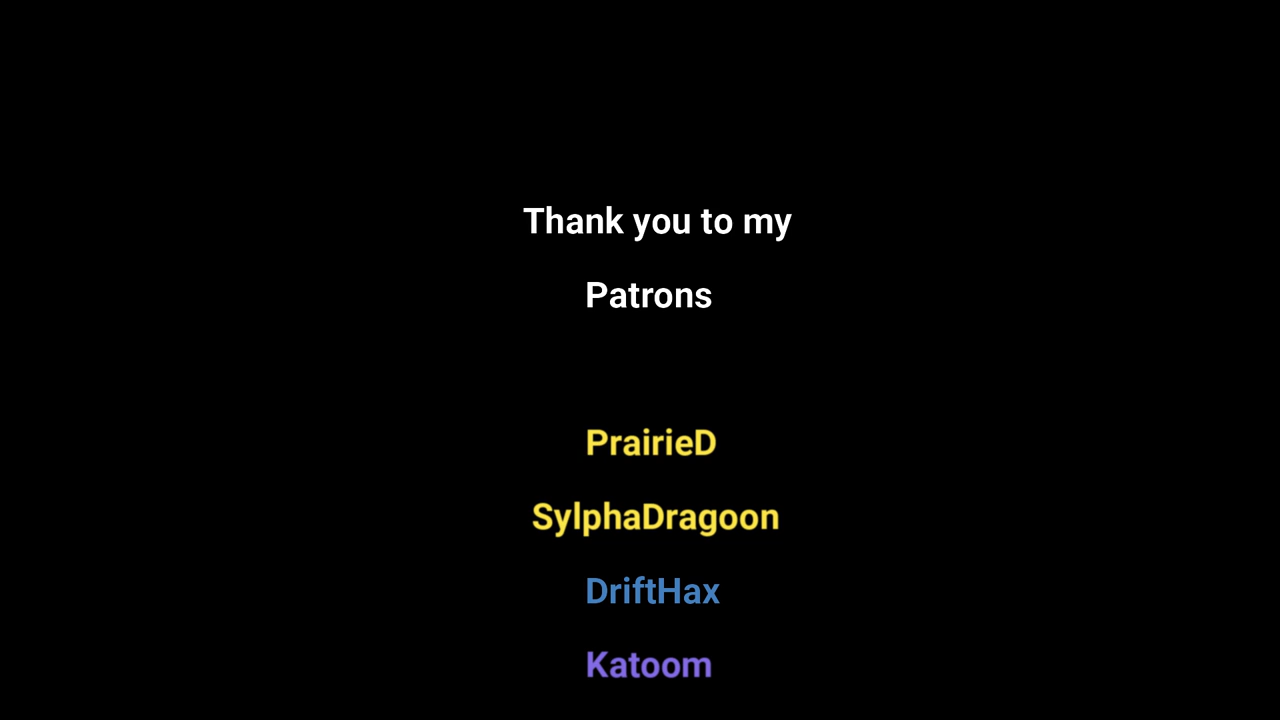 Thank you to my
Patrons
PrairieD
SylphaDragoon
DriftHax
Katoom